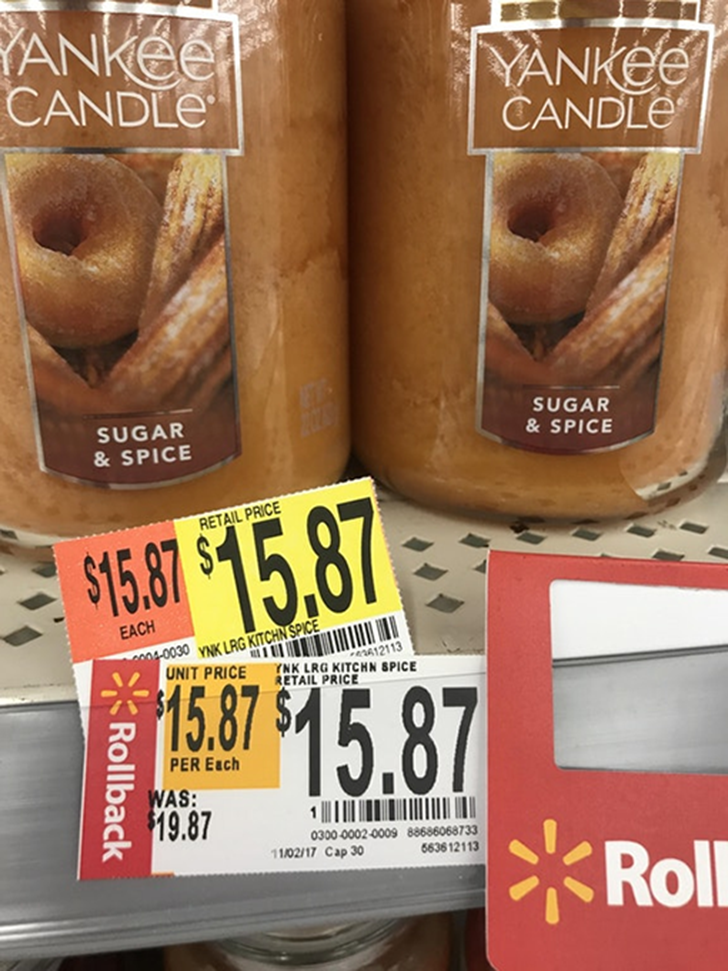 YANKee
CANDLe®
YANKee
CANDLe®
SUGAR
& SPICE
SUGAR
& SPICE
RETAIL PRICE
$15.87
$15.87
EACH
YNK LRG KITCHN SPICE
563612113
UNIT PRICE
YNK LRG KITCHN SPICE
RETAIL PRICE
$15.87
$15.87
PER Each
Rollback
WAS:
$19.87
1
0300-0002-0009 88686068733
11/02/17 Cap 30 563612113
Roll